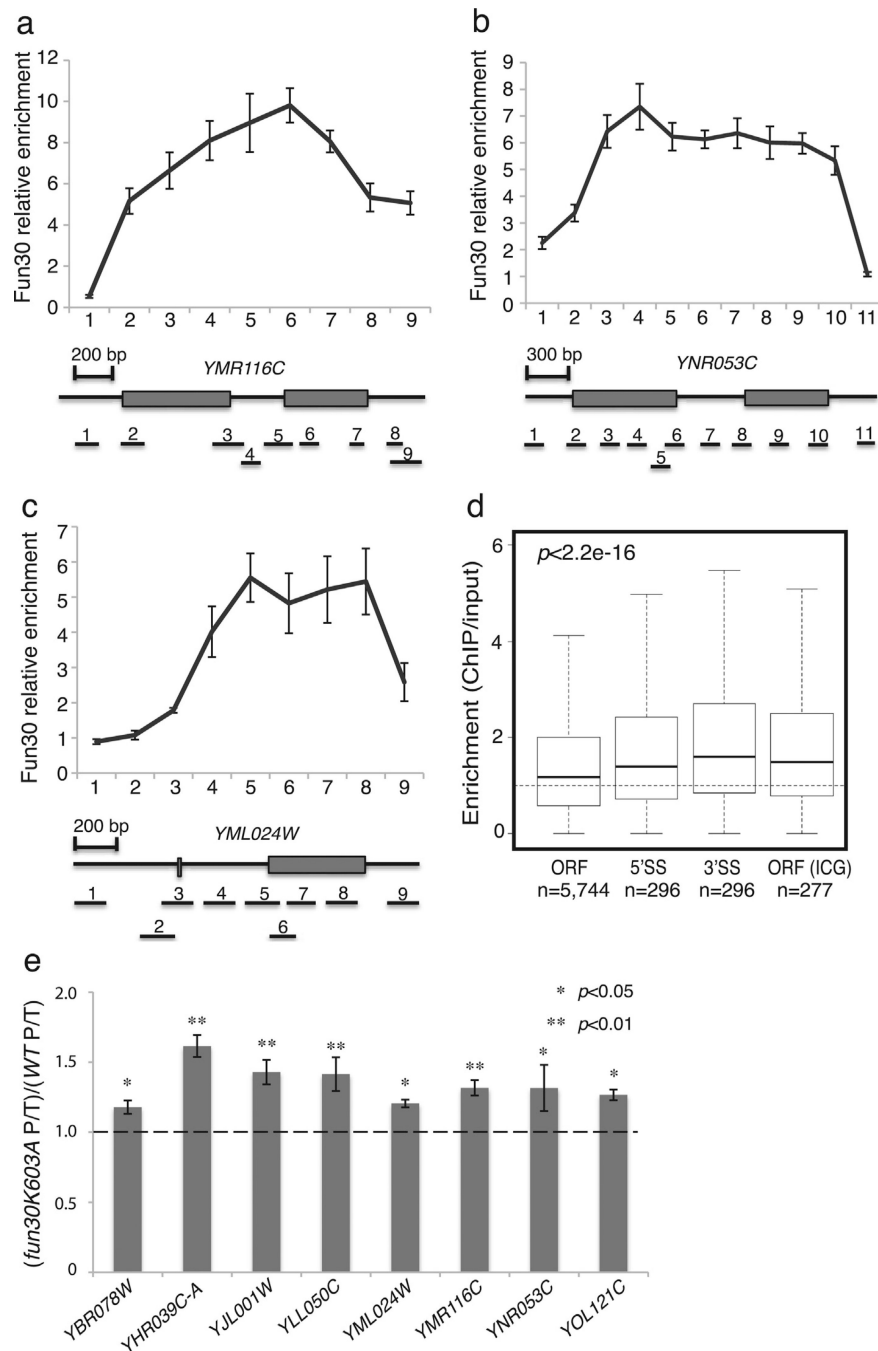 a
Fun30 relative enrichment
12
10
8
6
4
2
0
1 2 3 4 5 6 7 8 9
200 bp
YMR116C
1 2 3 5 6 7 8
4 9
b
Fun30 relative enrichment
9
8
7
6
5
4
3
2
1
0
1 2 3 4 5 6 7 8 9 10 11
300 bp
YNR053C
1 2 3 4 6 7 8 9 10 11
5
c
Fun30 relative enrichment
7
6
5
4
3
2
1
0
1 2 3 4 5 6 7 8 9
200 bp
YML024W
1 3 4 5 7 8 9
2 6
d
Enrichment (ChIP/input)
6
4
2
0
p<2.2e-16
ORF 5'SS 3'SS ORF (ICG)
n=5,744 n=296 n=296 n=277
e
(fun30K603A P/T)/(WT P/T)
2.0
1.5
1.0
0.5
0
* p<0.05
** p<0.01
* ** ** ** * ** * *
YBR078W YHR039C-A YJL001W YLL050C YML024W YMR116C YNR053C YOL121C